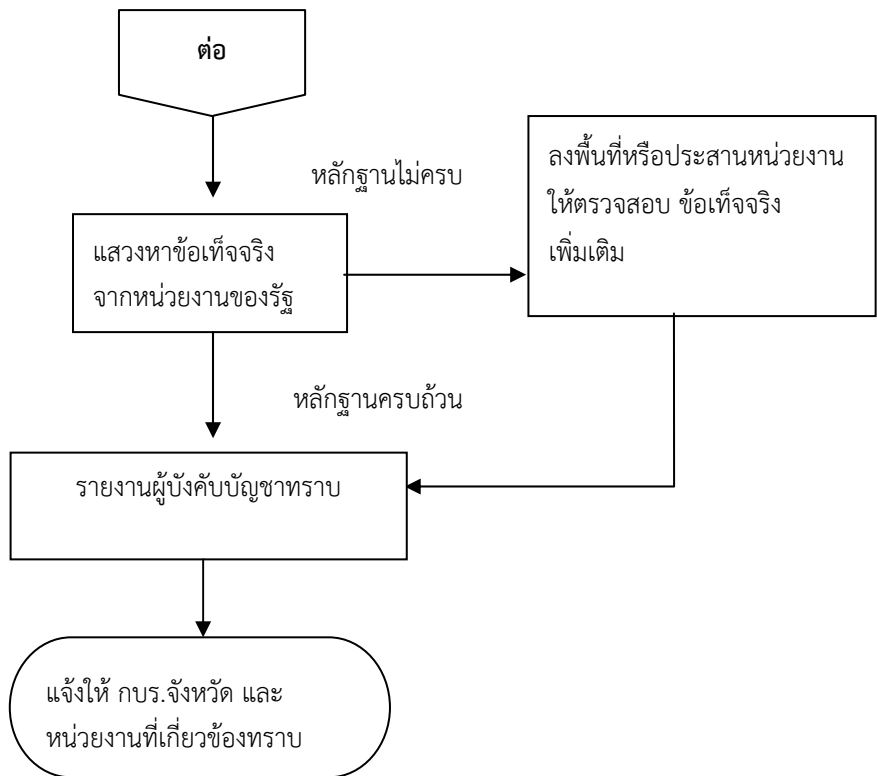 ต่อ
หลักฐานไม่ครบ
ลงพื้นที่หรือประสานหน่วยงาน
ให้ตรวจสอบ ข้อเท็จจริง
เพิ่มเติม
แสวงหาข้อเท็จจริง
จากหน่วยงานของรัฐ
หลักฐานครบถ้วน
รายงานผู้บังคับบัญชาทราบ
แจ้งให้ กบร.จังหวัด และ
หน่วยงานที่เกี่ยวข้องทราบ